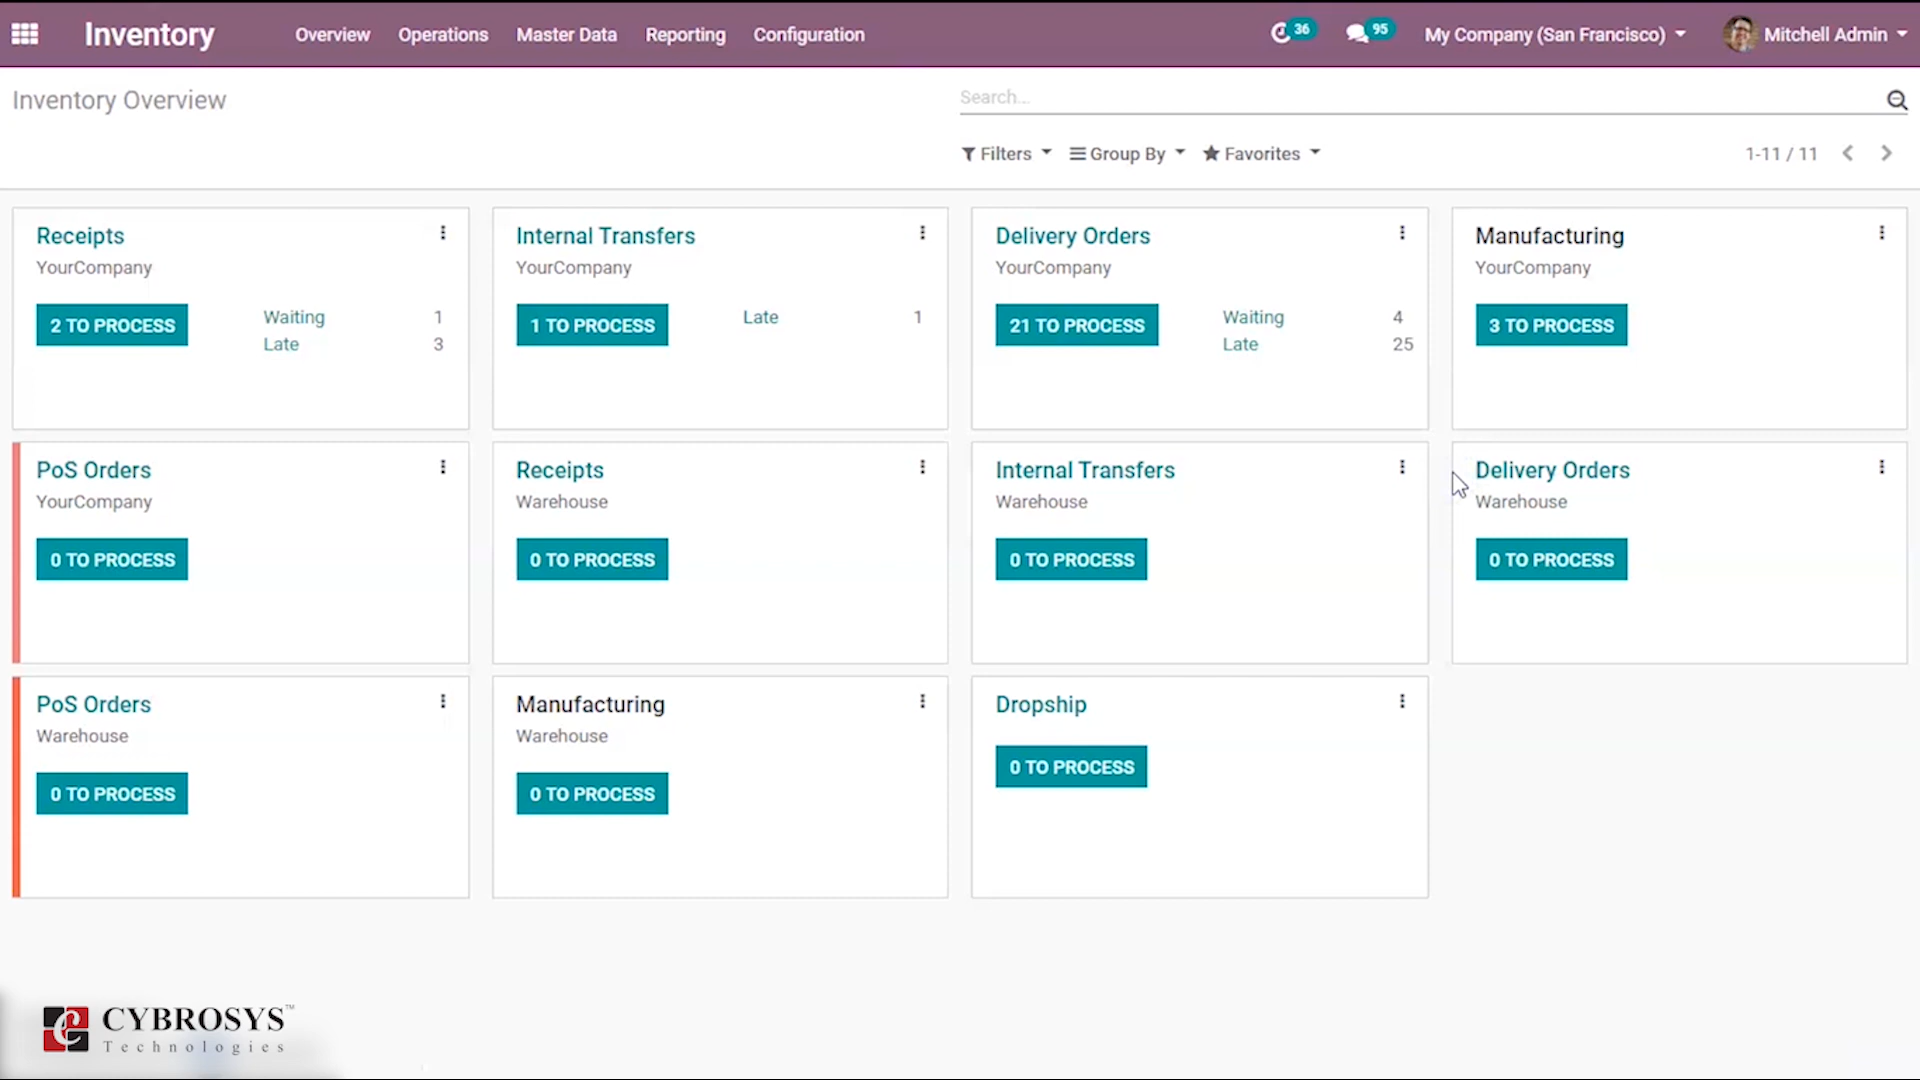 Inventory
Overview
Operations
Master Data
Reporting
Configuration
36
95
My Company (San Francisco)
Mitchell Admin
Inventory Overview
Search...
Filters
Group By
Favorites
1-11 / 11
Receipts
YourCompany
2 TO PROCESS
Waiting 1
Late 3
Internal Transfers
YourCompany
1 TO PROCESS
Late 1
Delivery Orders
YourCompany
21 TO PROCESS
Waiting 4
Late 25
Manufacturing
YourCompany
3 TO PROCESS
PoS Orders
YourCompany
0 TO PROCESS
Receipts
Warehouse
0 TO PROCESS
Internal Transfers
Warehouse
0 TO PROCESS
Delivery Orders
Warehouse
0 TO PROCESS
PoS Orders
Warehouse
0 TO PROCESS
Manufacturing
Warehouse
0 TO PROCESS
Dropship
0 TO PROCESS
CYBROSYS™
Technologies